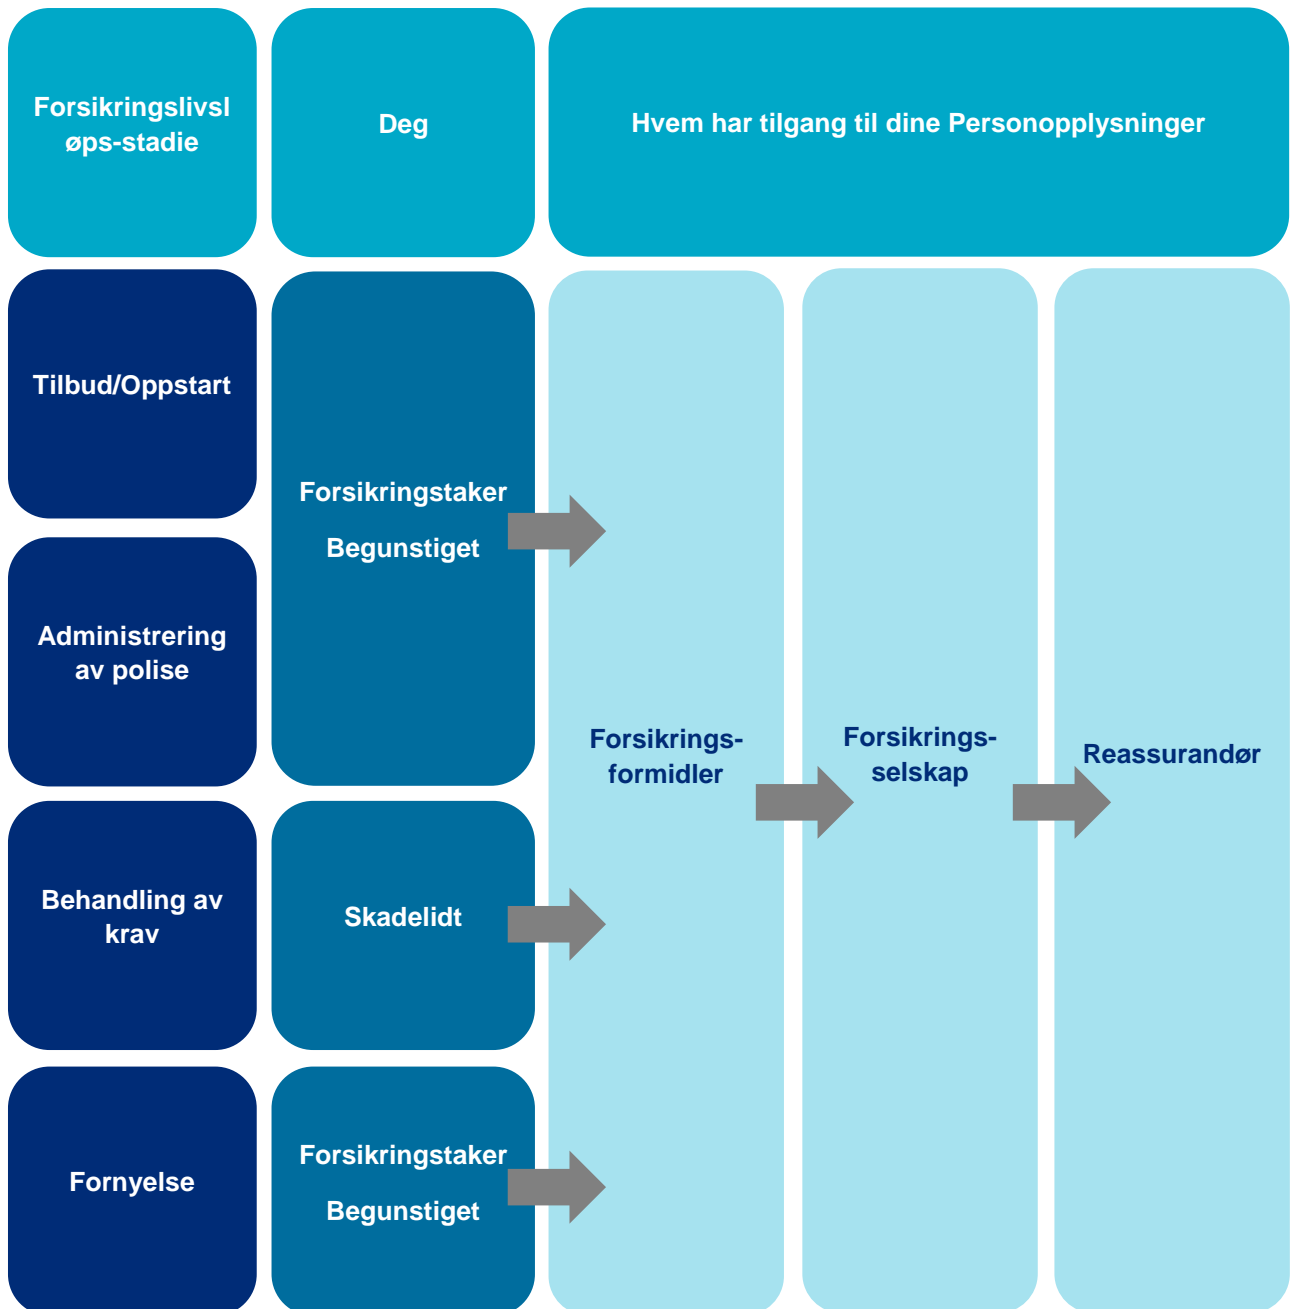 Forsikringslivsl
øps-stadie
Deg
Hvem har tilgang til dine Personopplysninger
Tilbud/Oppstart
Forsikringstaker
Begunstiget
Administrering
av polise
Forsikrings-
formidler
Forsikrings-
selskap
Reassurandør
Behandling av
krav
Skadelidt
Fornyelse
Forsikringstaker
Begunstiget